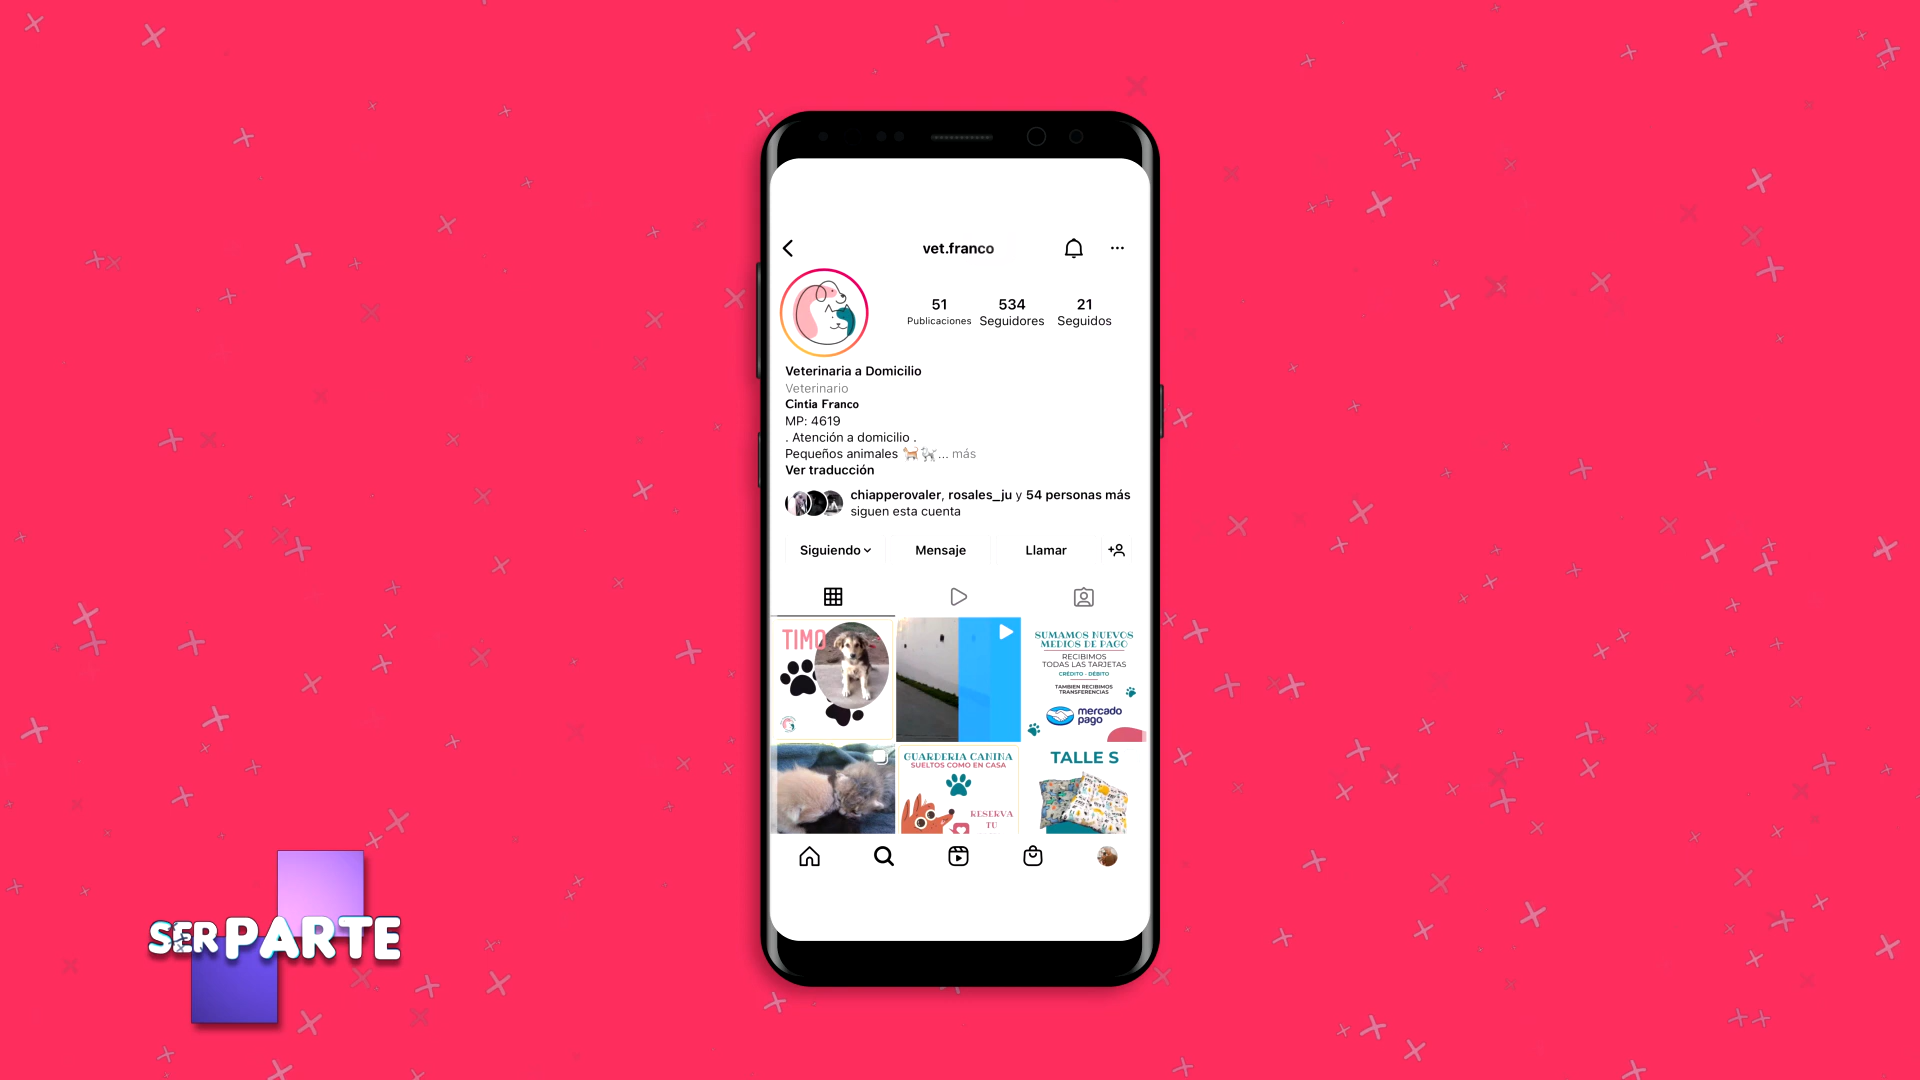 vet.franco
51
534
21
Publicaciones
Seguidores
Seguidos
Veterinaria a Domicilio
Veterinario
Cintia Franco
MP: 4619
. Atención a domicilio .
Pequeños animales 🐈🐕... más
Ver traducción
chiapperovaler, rosales_ju y 54 personas más
siguen esta cuenta
Siguiendo
Mensaje
Llamar
TIMO
SUMAMOS NUEVOS
MEDIOS DE PAGO
RECIBIMOS
TODAS LAS TARJETAS
CRÉDITO - DÉBITO
TAMBIEN RECIBIMOS
TRANSFERENCIAS
mercado
pago
GUARDERIA CANINA
SUELTOS COMO EN CASA
RESERVA
TU
TALLE S
SER PARTE